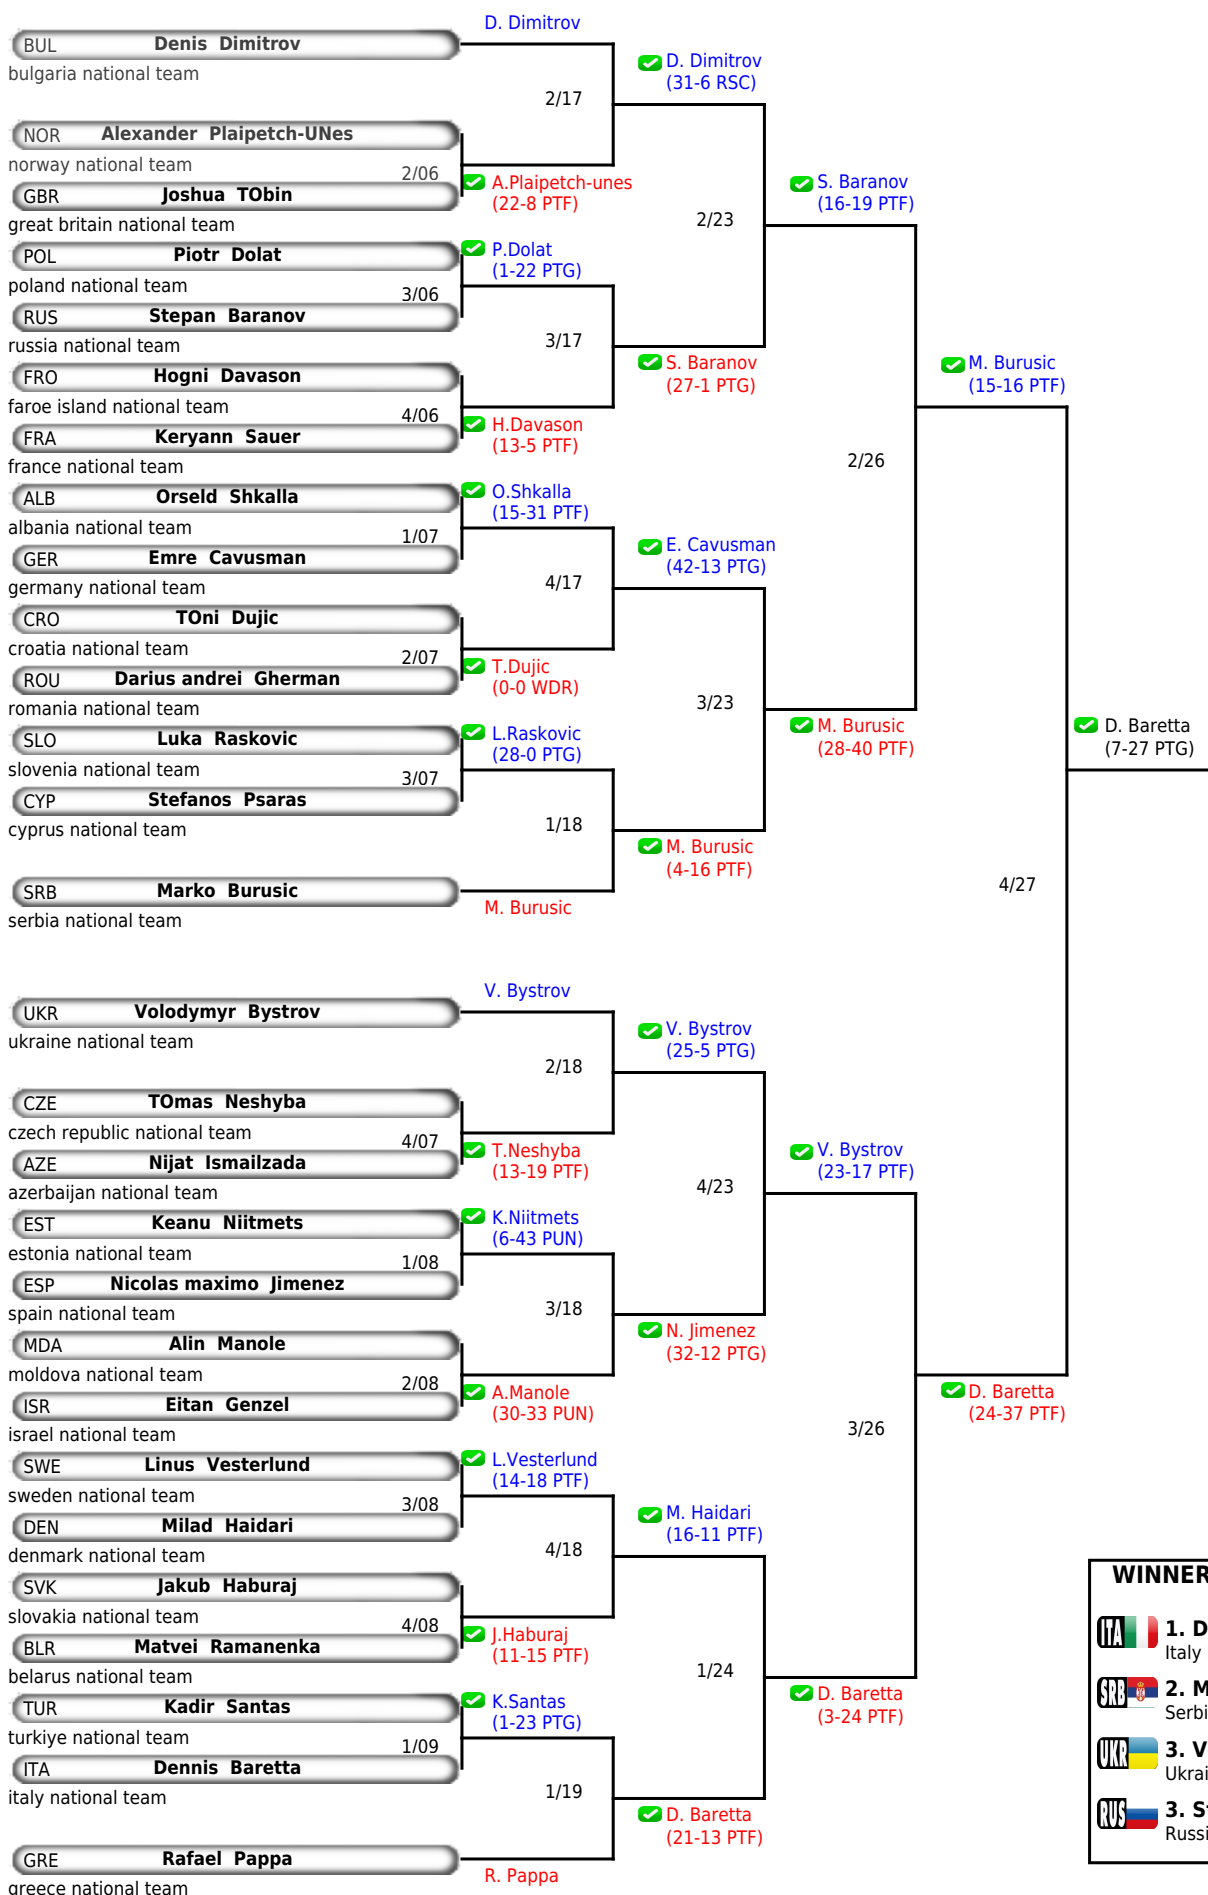 D. Dimitrov
BUL Denis Dimitrov
bulgaria national team
D. Dimitrov
(31-6 RSC)
2/17
NOR Alexander Plaipetch-UNes
norway national team
2/06
A.Plaipetch-unes
(22-8 PTF)
GBR Joshua TObin
great britain national team
S. Baranov
(16-19 PTF)
2/23
POL Piotr Dolat
poland national team
P.Dolat
(1-22 PTG)
3/06
RUS Stepan Baranov
russia national team
3/17
S. Baranov
(27-1 PTG)
FRO Hogni Davason
faroe island national team
4/06
H.Davason
(13-5 PTF)
FRA Keryann Sauer
france national team
M. Burusic
(15-16 PTF)
2/26
ALB Orseld Shkalla
albania national team
O.Shkalla
(15-31 PTF)
1/07
GER Emre Cavusman
germany national team
E. Cavusman
(42-13 PTG)
4/17
CRO TOni Dujic
croatia national team
2/07
T.Dujic
(0-0 WDR)
ROU Darius andrei Gherman
romania national team
3/23
M. Burusic
(28-40 PTF)
D. Baretta
(7-27 PTG)
SLO Luka Raskovic
slovenia national team
L.Raskovic
(28-0 PTG)
3/07
CYP Stefanos Psaras
cyprus national team
1/18
M. Burusic
(4-16 PTF)
SRB Marko Burusic
serbia national team
M. Burusic
4/27
V. Bystrov
UKR Volodymyr Bystrov
ukraine national team
V. Bystrov
(25-5 PTG)
2/18
CZE TOmas Neshyba
czech republic national team
4/07
T.Neshyba
(13-19 PTF)
AZE Nijat Ismailzada
azerbaijan national team
V. Bystrov
(23-17 PTF)
4/23
EST Keanu Niitmets
estonia national team
K.Niitmets
(6-43 PUN)
1/08
ESP Nicolas maximo Jimenez
spain national team
3/18
N. Jimenez
(32-12 PTG)
MDA Alin Manole
moldova national team
2/08
A.Manole
(30-33 PUN)
ISR Eitan Genzel
israel national team
D. Baretta
(24-37 PTF)
3/26
SWE Linus Vesterlund
sweden national team
L.Vesterlund
(14-18 PTF)
3/08
DEN Milad Haidari
denmark national team
M. Haidari
(16-11 PTF)
4/18
SVK Jakub Haburaj
slovakia national team
4/08
J.Haburaj
(11-15 PTF)
BLR Matvei Ramanenka
belarus national team
1/24
D. Baretta
(3-24 PTF)
TUR Kadir Santas
turkiye national team
K.Santas
(1-23 PTG)
1/09
ITA Dennis Baretta
italy national team
1/19
D. Baretta
(21-13 PTF)
GRE Rafael Pappa
greece national team
R. Pappa
WINNER
ITA 1. D
Italy
SRB 2. M
Serbi
UKR 3. V
Ukrai
RUS 3. S
Russi